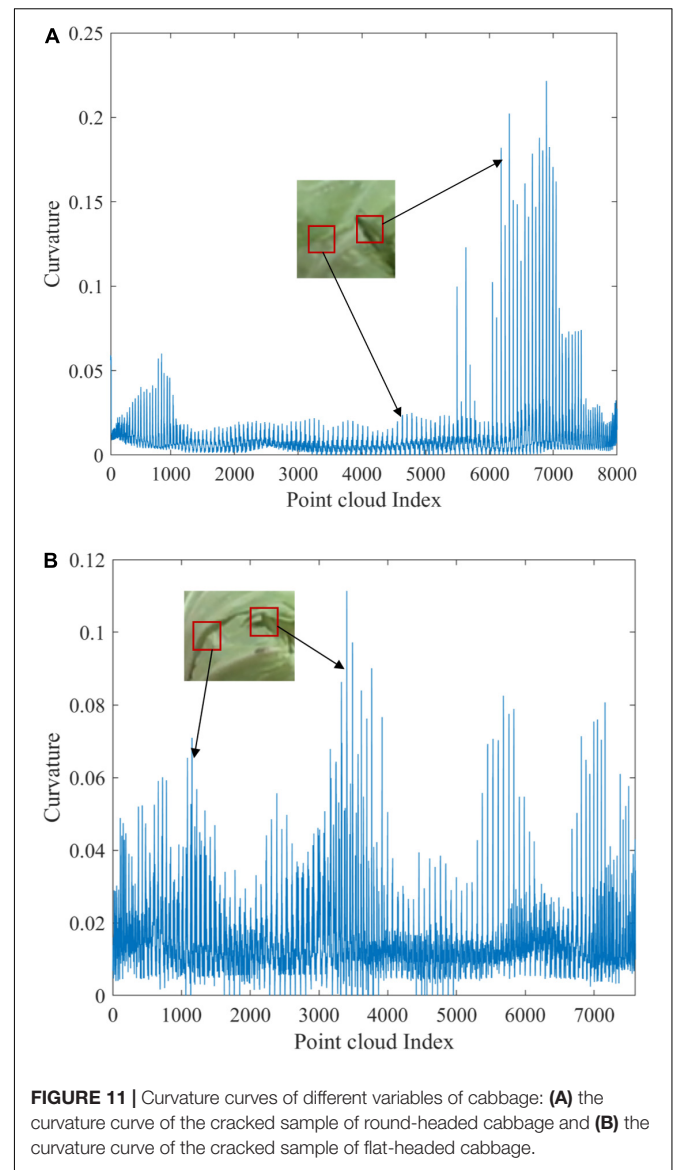 A
0.25
0.2
0.15
0.1
0.05
0
Curvature
0 1000 2000 3000 4000 5000 6000 7000 8000
Point cloud Index
B
0.12
0.1
0.08
0.06
0.04
0.02
0
Curvature
0 1000 2000 3000 4000 5000 6000 7000
Point cloud Index
FIGURE 11 | Curvature curves of different variables of cabbage: (A) the
curvature curve of the cracked sample of round-headed cabbage and (B) the
curvature curve of the cracked sample of flat-headed cabbage.